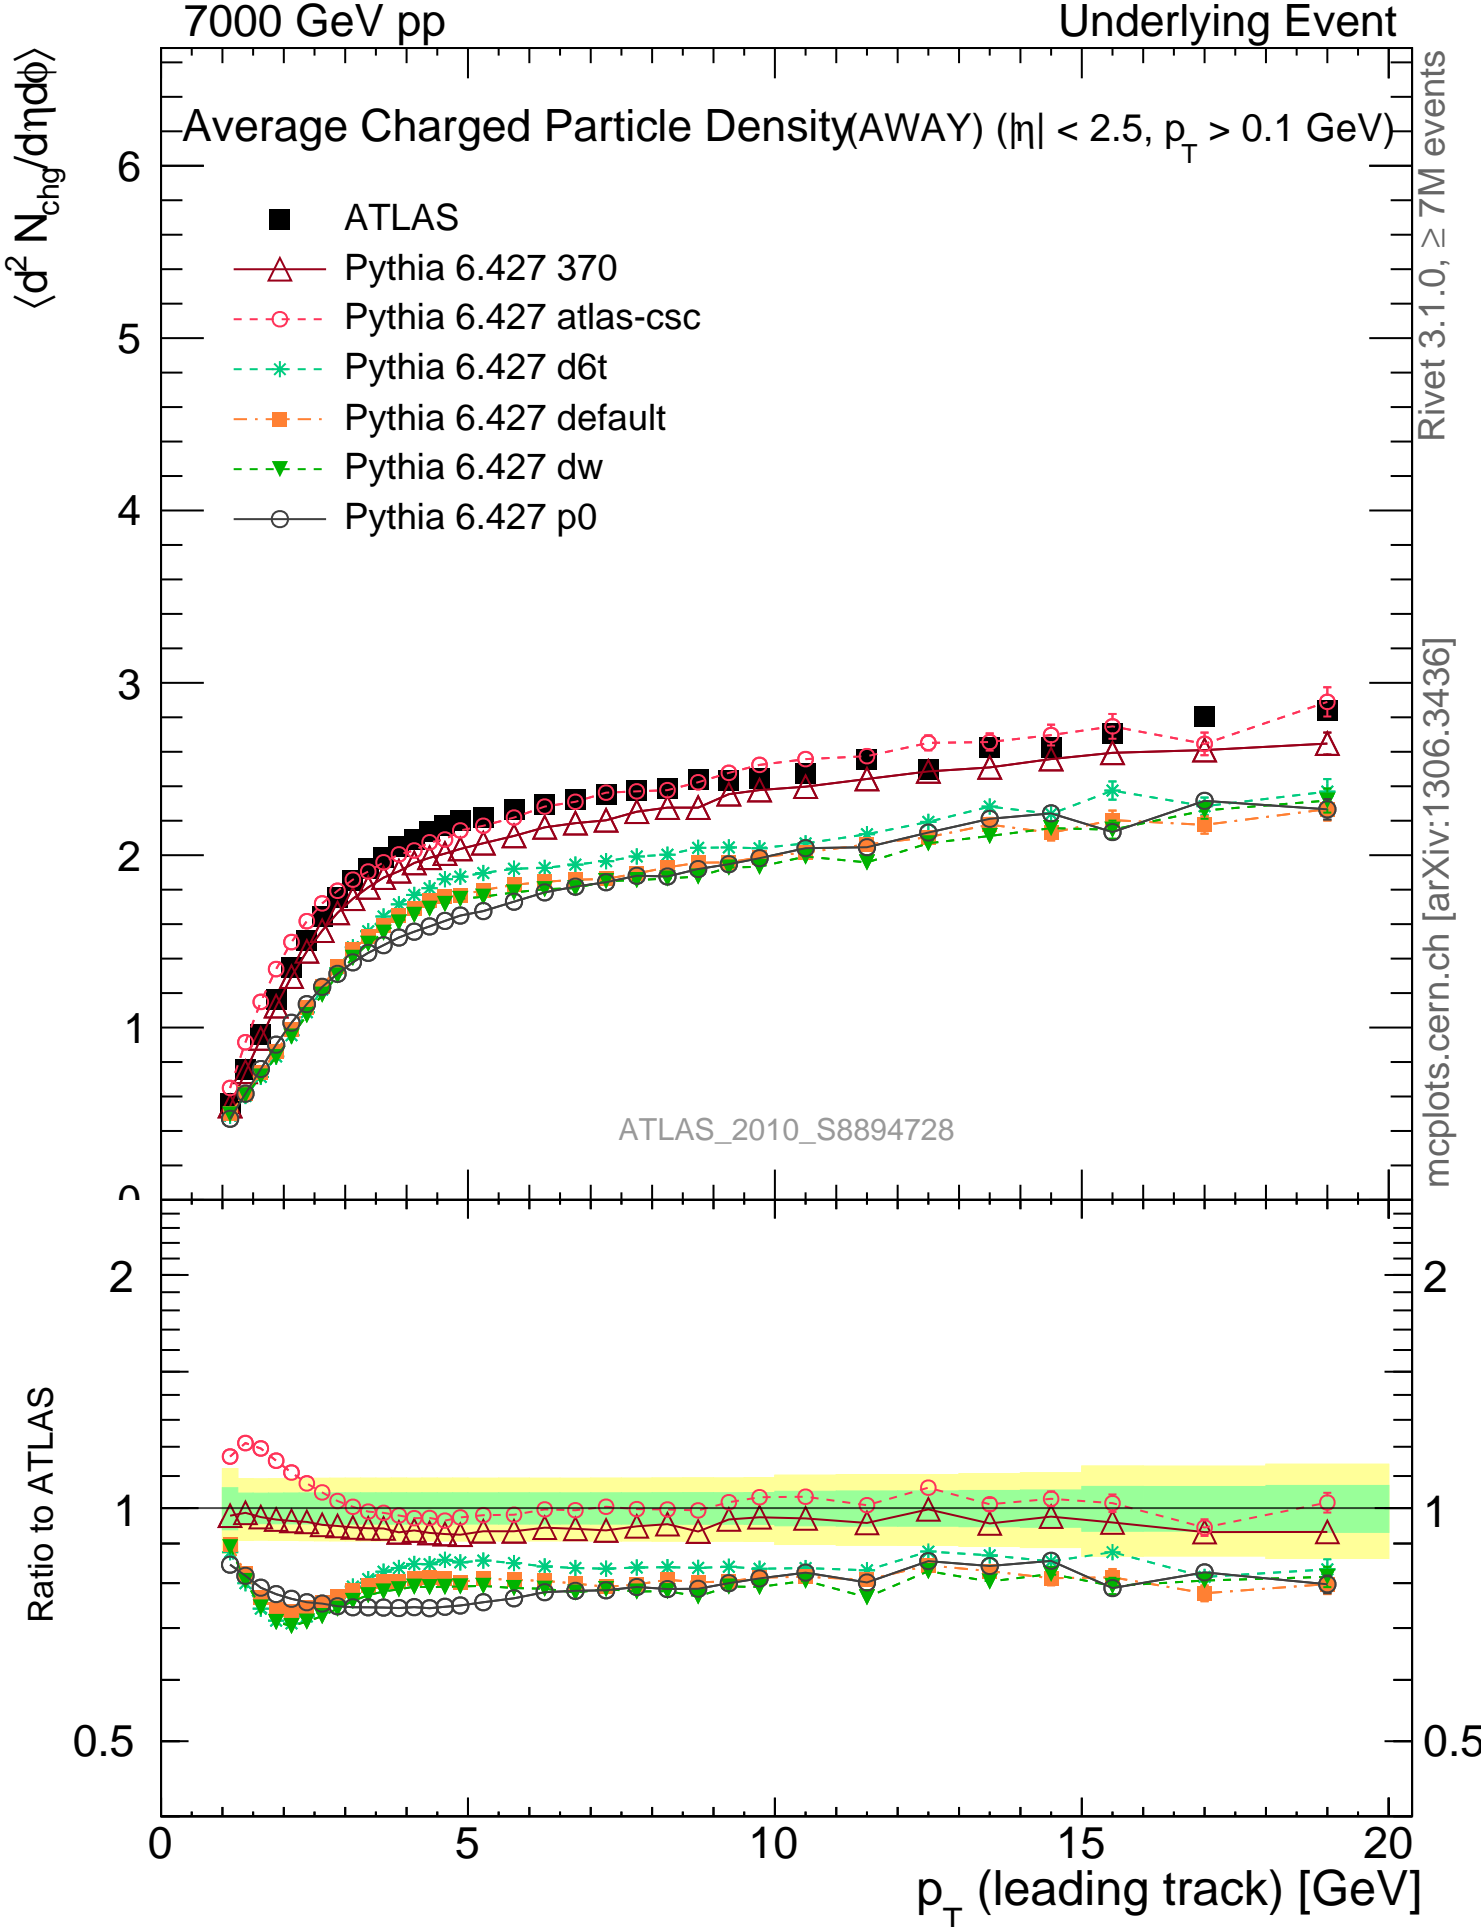 7000 GeV pp
Underlying Event
⟨d² N_chg/dηdϕ⟩
Average Charged Particle Density (AWAY) (|η| < 2.5, p_T > 0.1 GeV)
ATLAS
Pythia 6.427 370
Pythia 6.427 atlas-csc
Pythia 6.427 d6t
Pythia 6.427 default
Pythia 6.427 dw
Pythia 6.427 p0
6
5
4
3
2
1
0
ATLAS_2010_S8894728
Rivet 3.1.0, ≥ 7M events
mcplots.cern.ch [arXiv:1306.3436]
Ratio to ATLAS
2
1
0.5
2
1
0.5
0
5
10
15
20
p_T (leading track) [GeV]